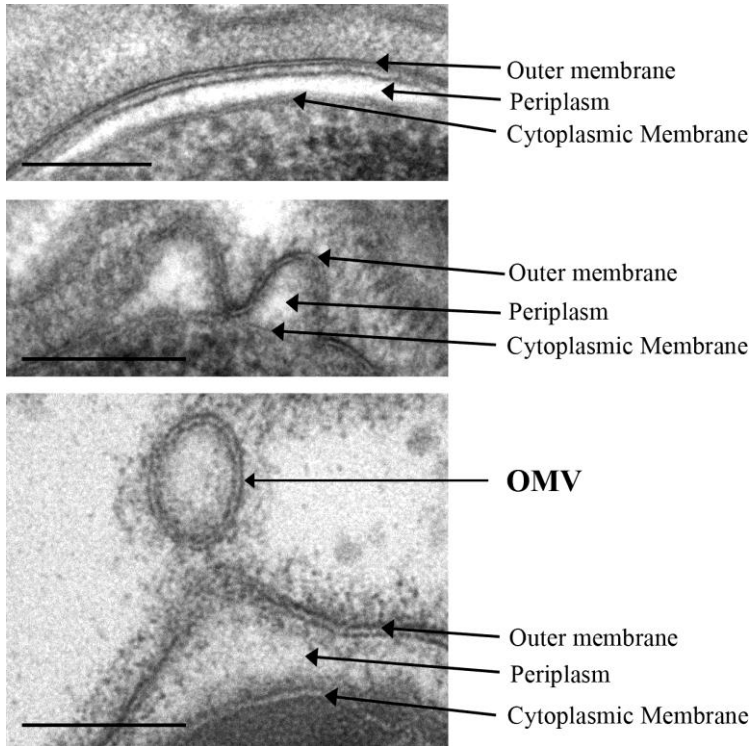 Outer membrane
Periplasm
Cytoplasmic Membrane
Outer membrane
Periplasm
Cytoplasmic Membrane
OMV
Outer membrane
Periplasm
Cytoplasmic Membrane